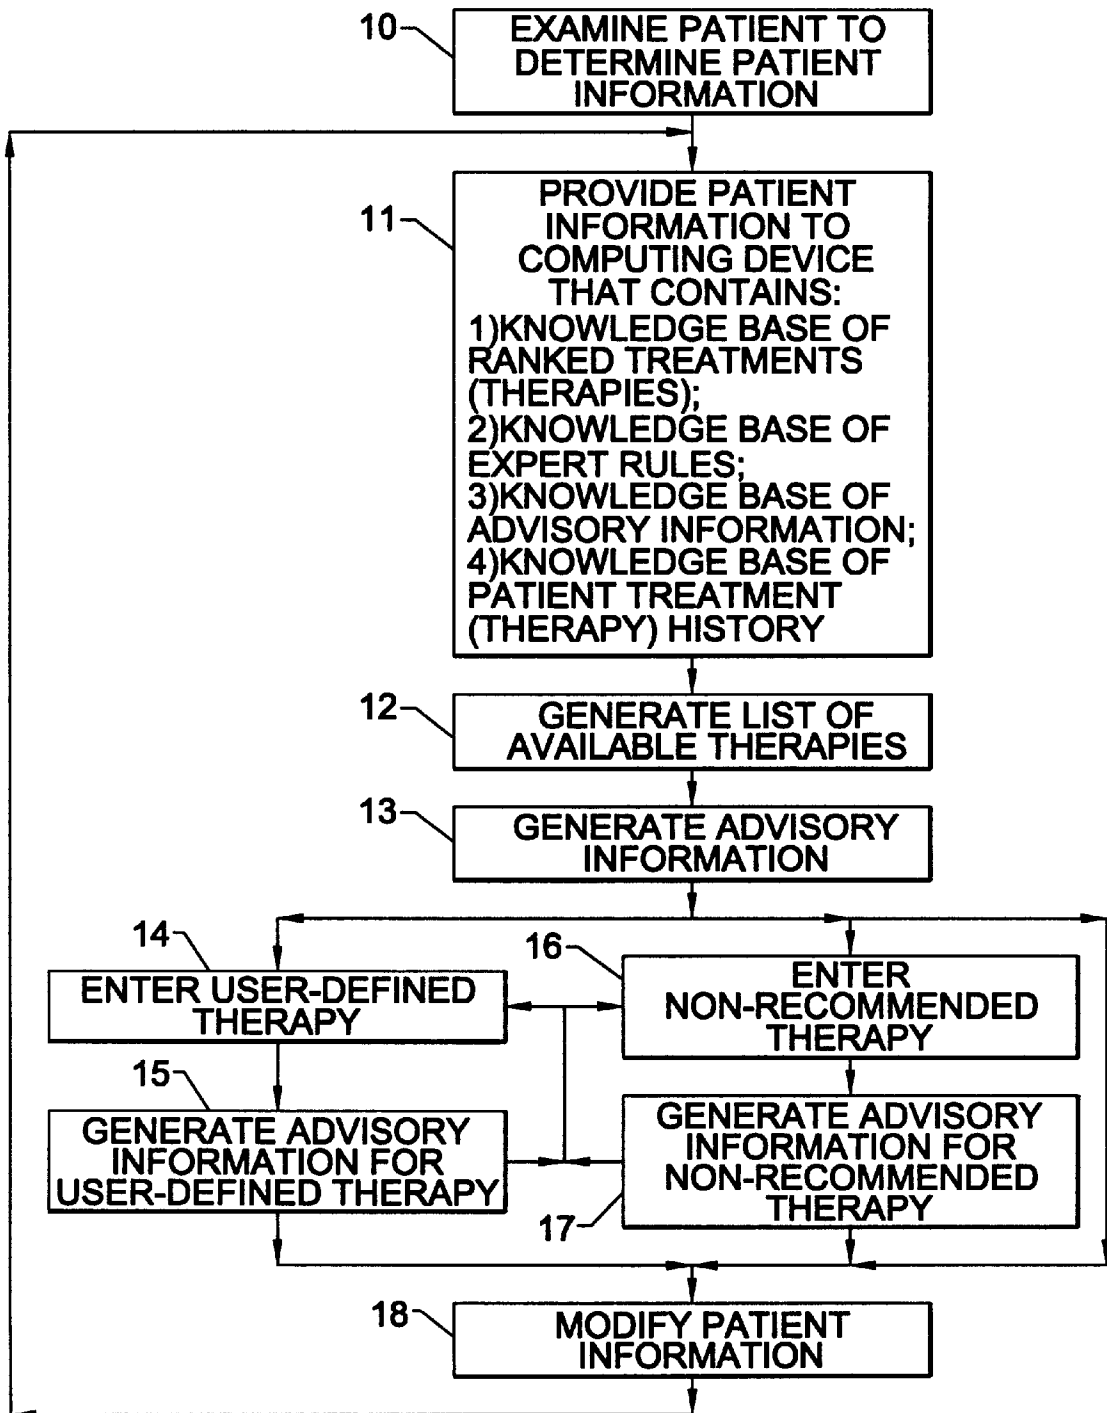 10
EXAMINE PATIENT TO
DETERMINE PATIENT
INFORMATION
11
PROVIDE PATIENT
INFORMATION TO
COMPUTING DEVICE
THAT CONTAINS:
1)KNOWLEDGE BASE OF
RANKED TREATMENTS
(THERAPIES);
2)KNOWLEDGE BASE OF
EXPERT RULES;
3)KNOWLEDGE BASE OF
ADVISORY INFORMATION;
4)KNOWLEDGE BASE OF
PATIENT TREATMENT
(THERAPY) HISTORY
12
GENERATE LIST OF
AVAILABLE THERAPIES
13
GENERATE ADVISORY
INFORMATION
14
ENTER USER-DEFINED
THERAPY
15
GENERATE ADVISORY
INFORMATION FOR
USER-DEFINED THERAPY
16
ENTER
NON-RECOMMENDED
THERAPY
GENERATE ADVISORY
INFORMATION FOR
NON-RECOMMENDED
THERAPY
17
18
MODIFY PATIENT
INFORMATION